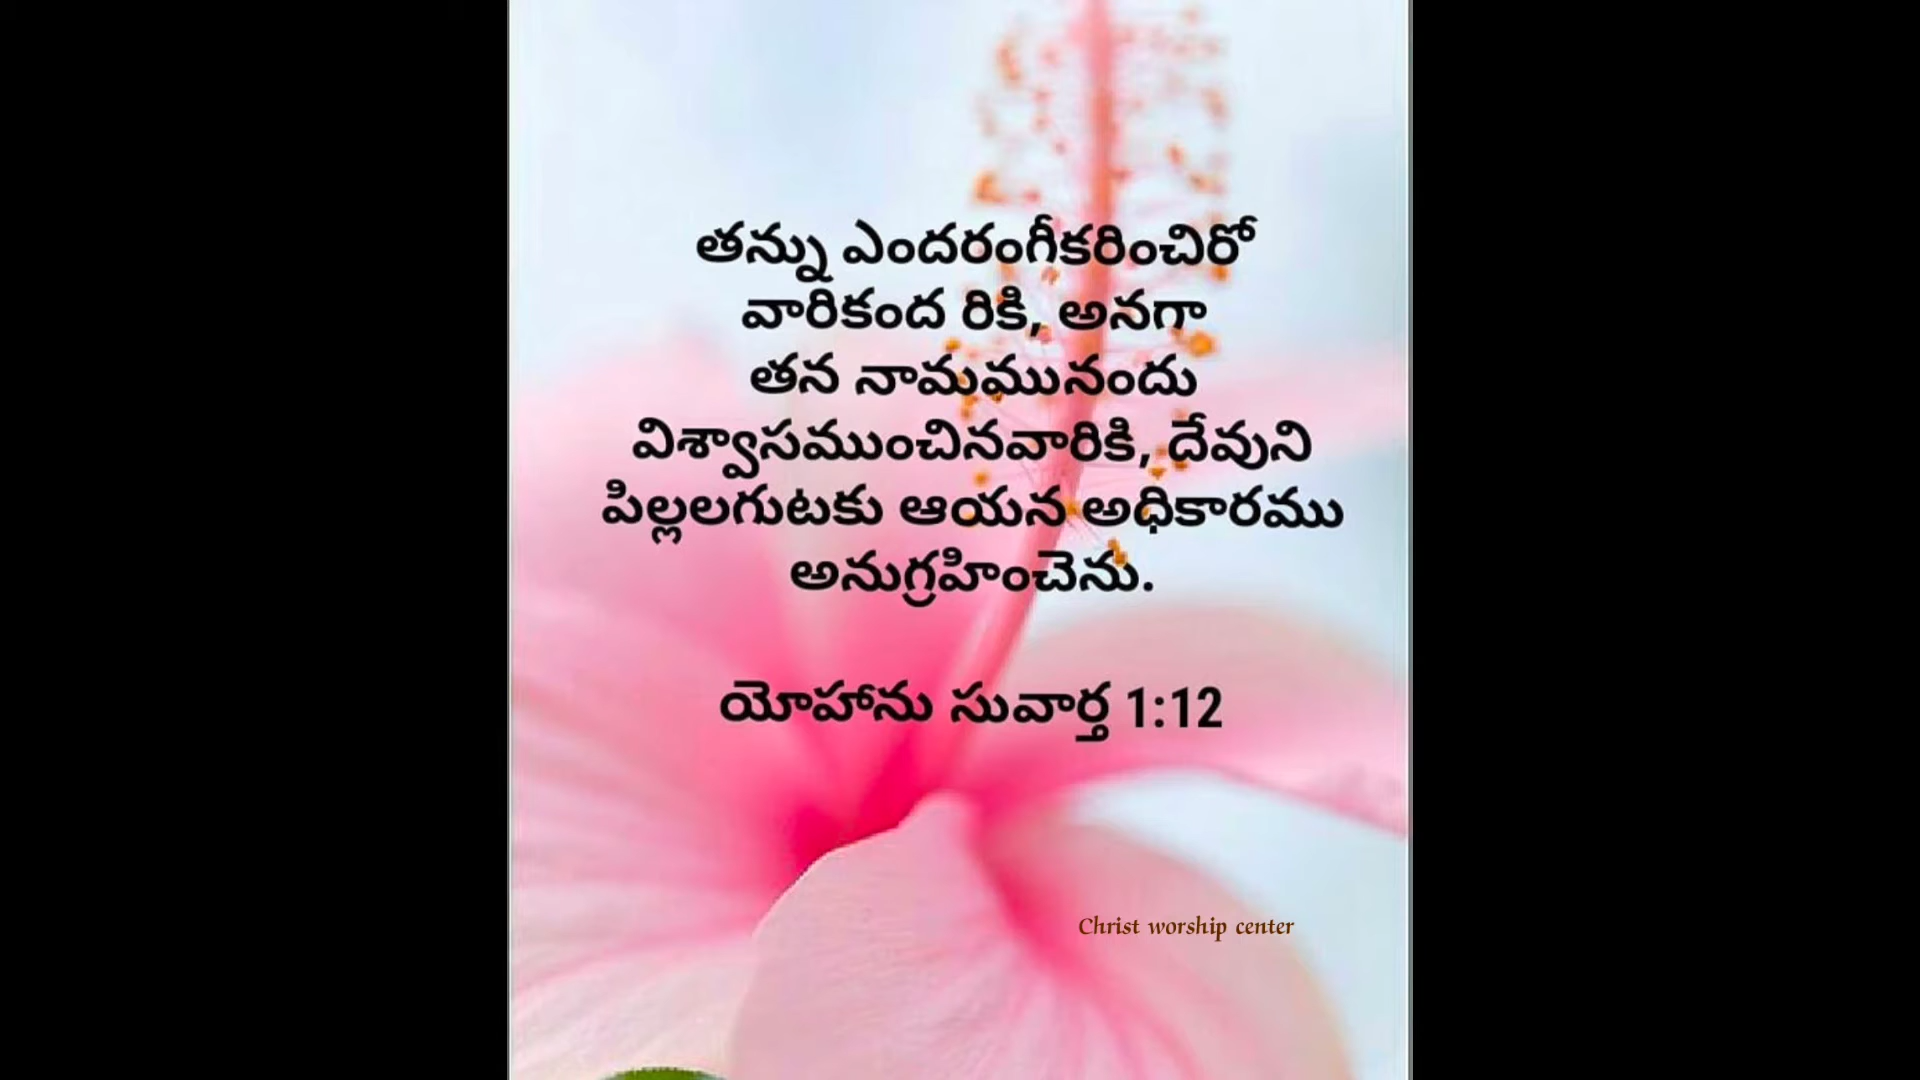 తన్ను ఎందరంగీకరించిరో
వారికంద రికి, అనగా
తన నామమునందు
విశ్వాసముంచినవారికి, దేవుని
పిల్లలగుటకు ఆయన అధికారము
అనుగ్రహించెను.
యోహాను సువార్త 1:12
Christ worship center